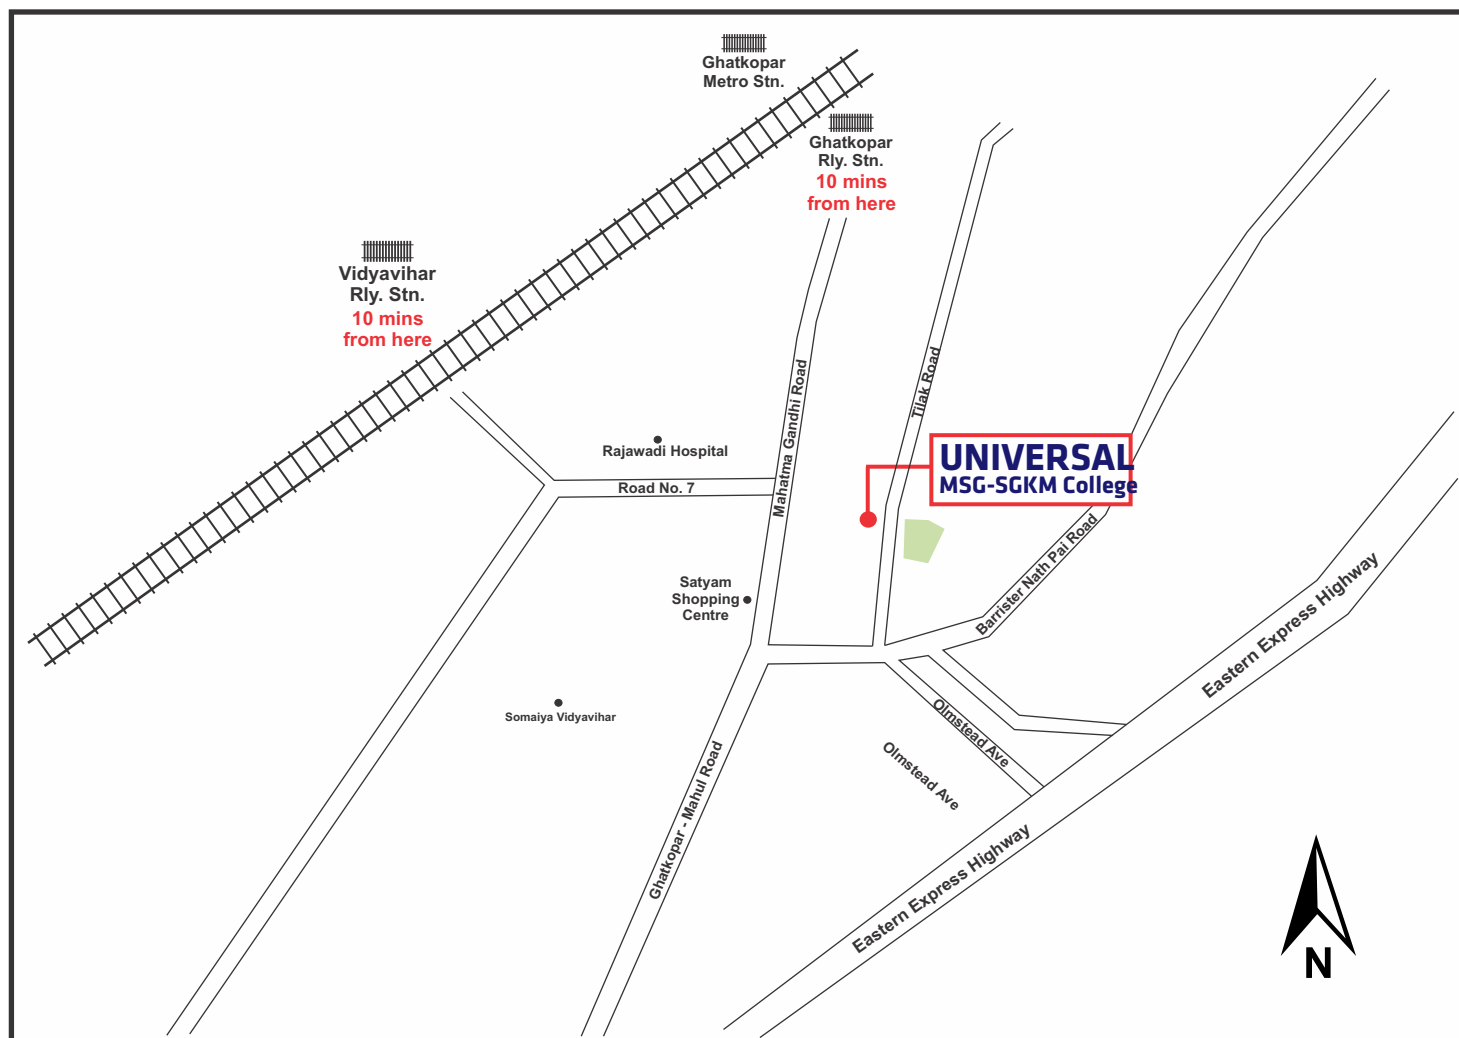 Ghatkopar
Metro Stn.
Ghatkopar
Rly. Stn.
10 mins
from here
Vidyavihar
Rly. Stn.
10 mins
from here
Mahatma Gandhi Road
Tilak Road
Rajawadi Hospital
Road No. 7
UNIVERSAL
MSG-SGKM College
Barrister Nath Pai Road
Satyam
Shopping
Centre
Eastern Express Highway
Somaiya Vidyavihar
Olmstead Ave
Olmstead Ave
Ghatkopar - Mahul Road
Eastern Express Highway
N